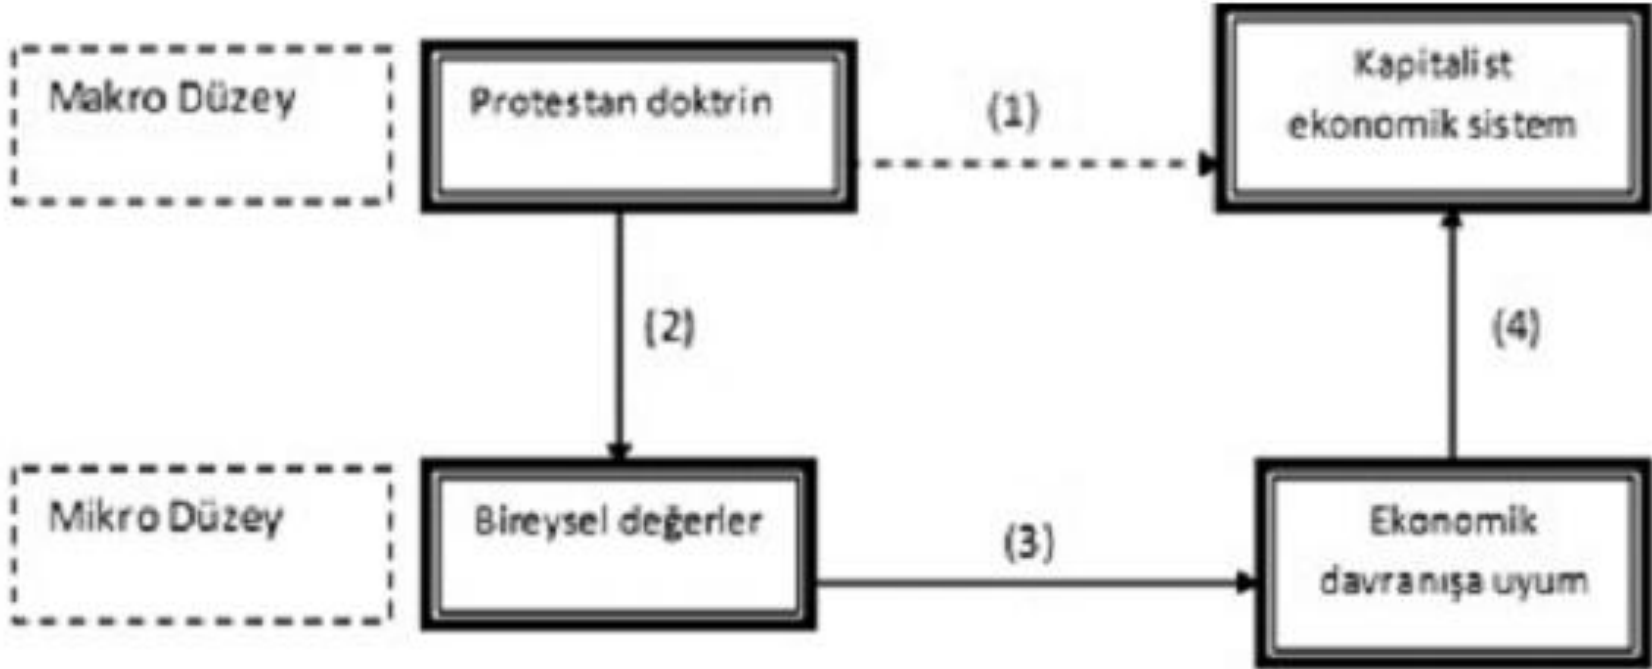 Makro Düzey
Protestan doktrin
(1)
Kapitalist
ekonomik sistem
(2)
(4)
Mikro Düzey
Bireysel değerler
(3)
Ekonomik
davranışa uyum